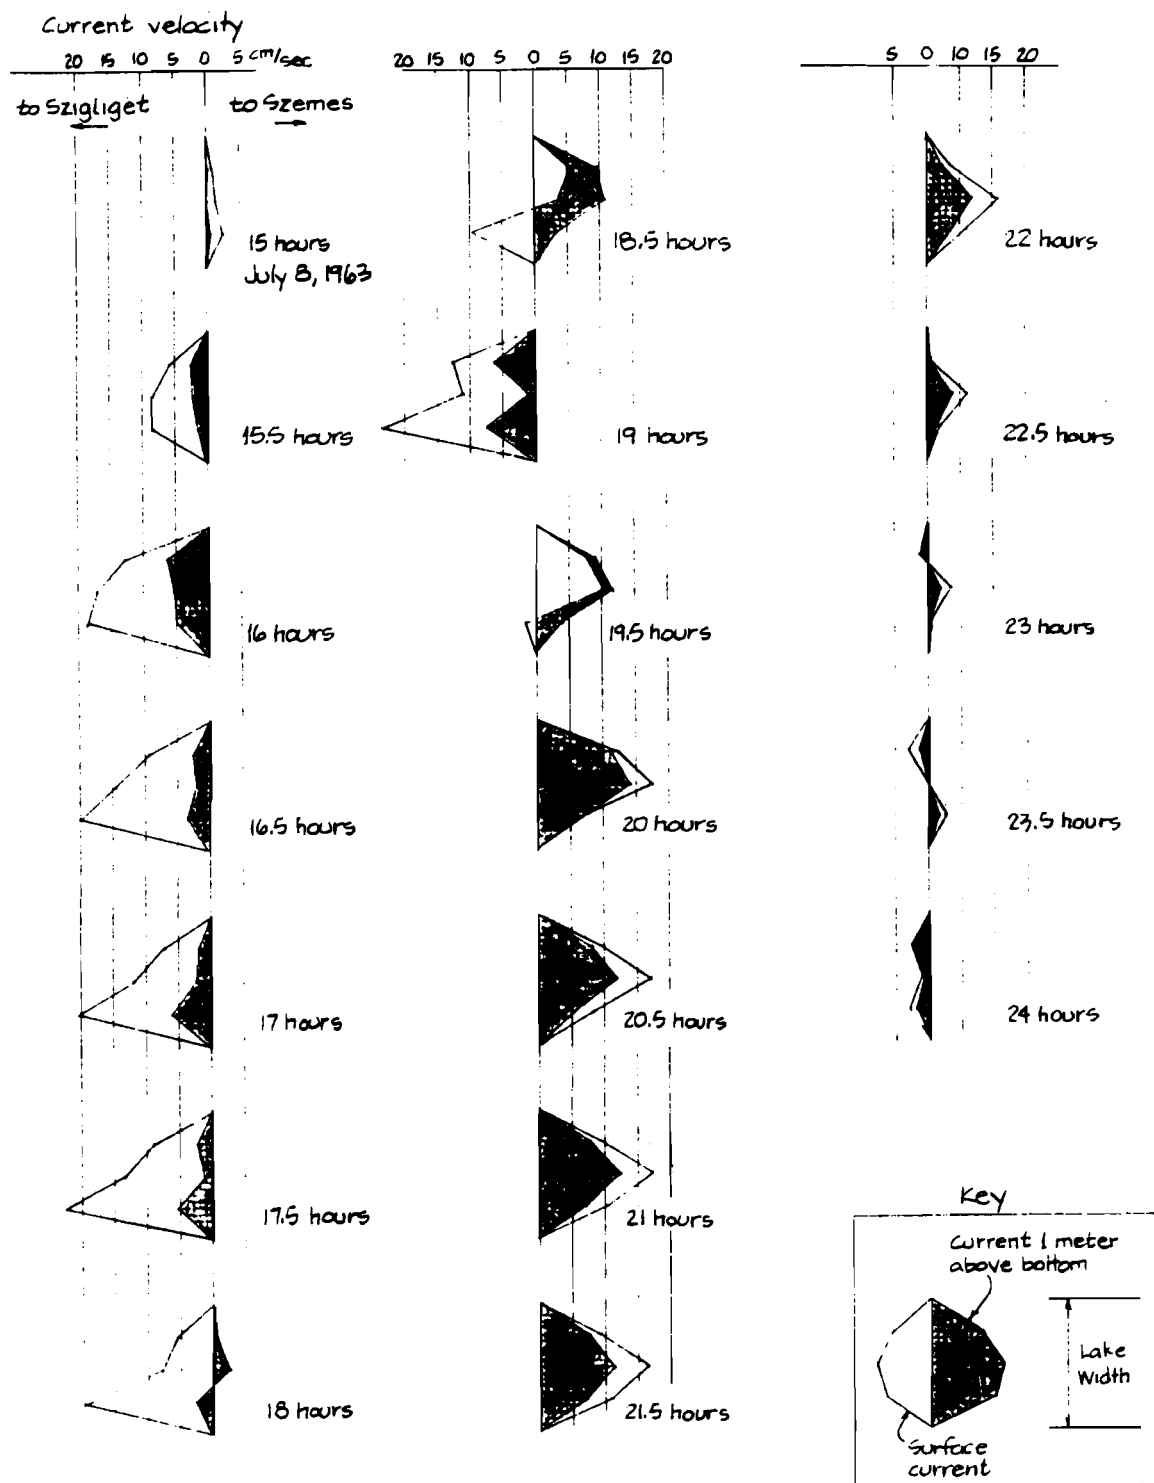 Current velocity
20 15 10 5 0 5 cm/sec
to Szigliget
to Szemes
15 hours
July 8, 1963
15.5 hours
16 hours
16.5 hours
17 hours
17.5 hours
18 hours
20 15 10 5 0 5 10 15 20
18.5 hours
19 hours
19.5 hours
20 hours
20.5 hours
21 hours
21.5 hours
5 0 10 15 20
22 hours
22.5 hours
23 hours
23.5 hours
24 hours
Key
Current 1 meter
above bottom
Lake
Width
Surface
current